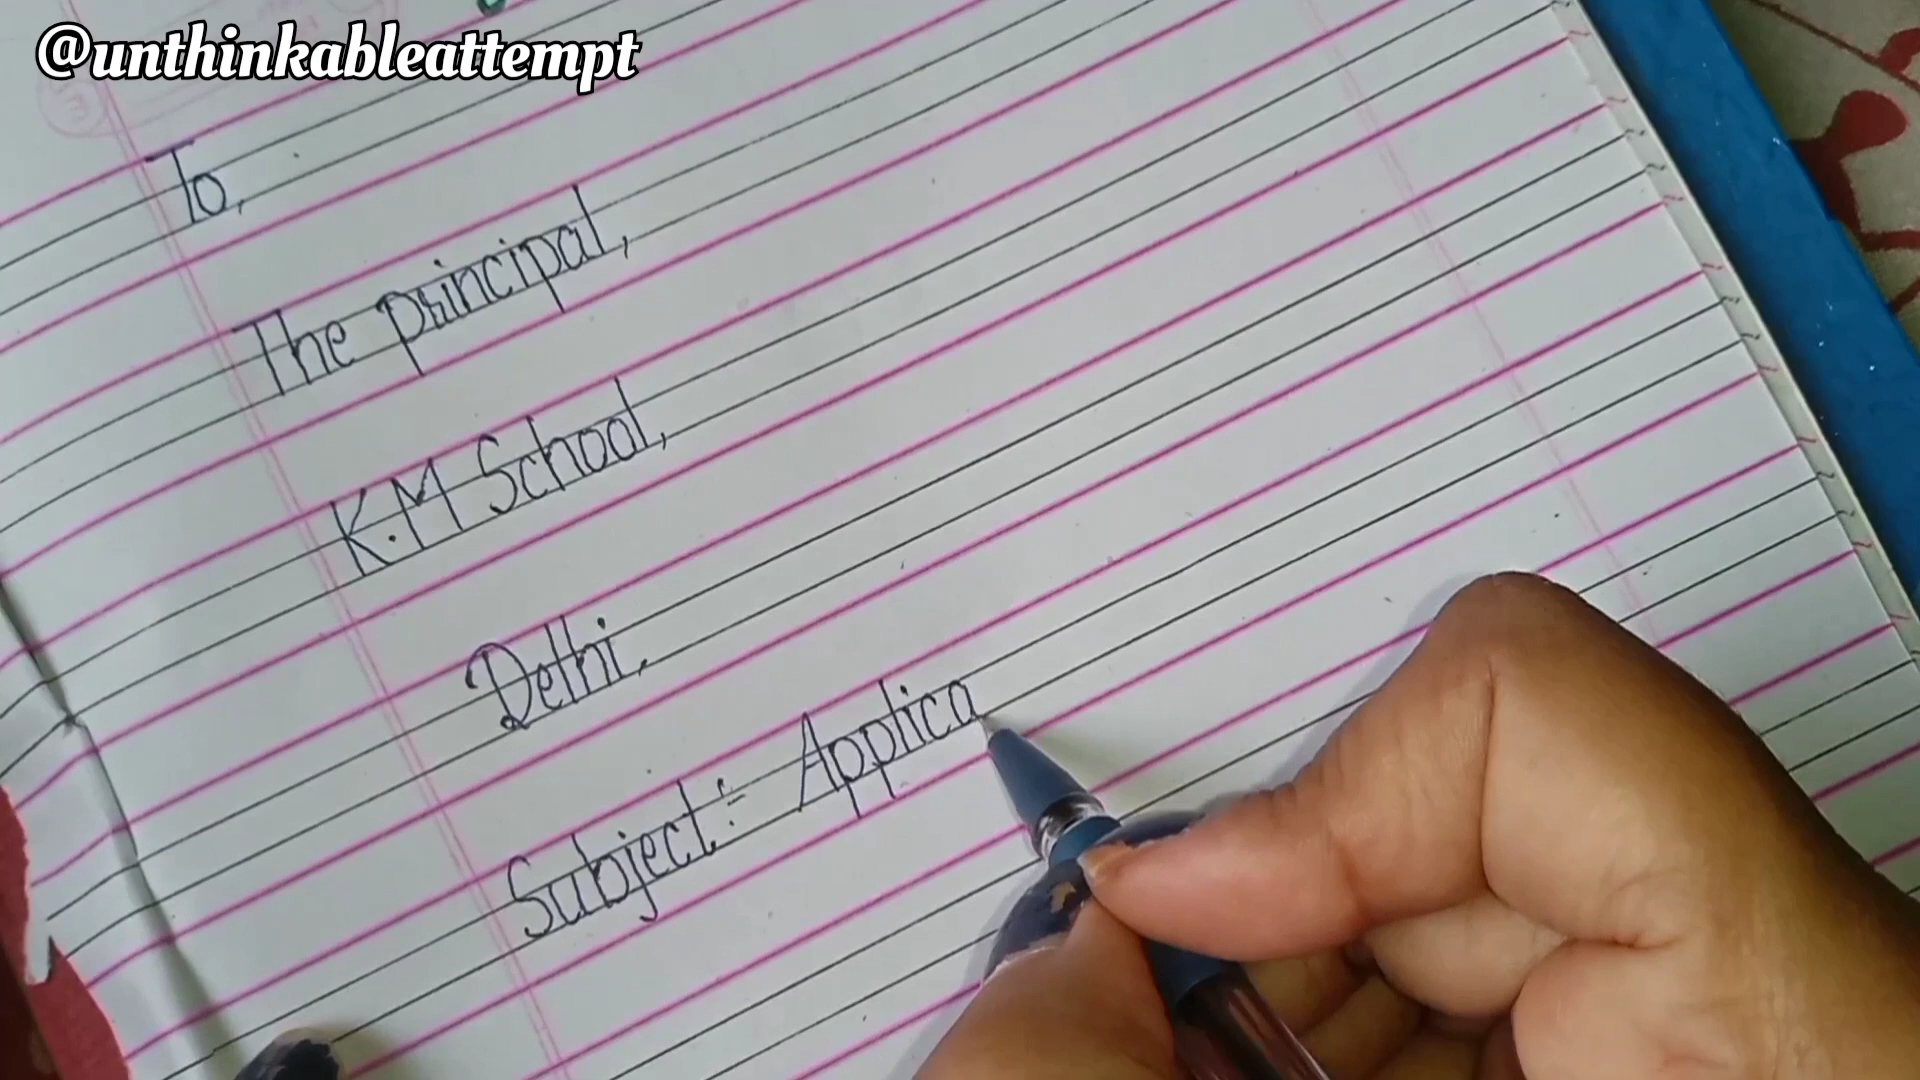 @unthinkableattempt
To,
The principal,
K.M School,
Delhi.
Subject:- Applica